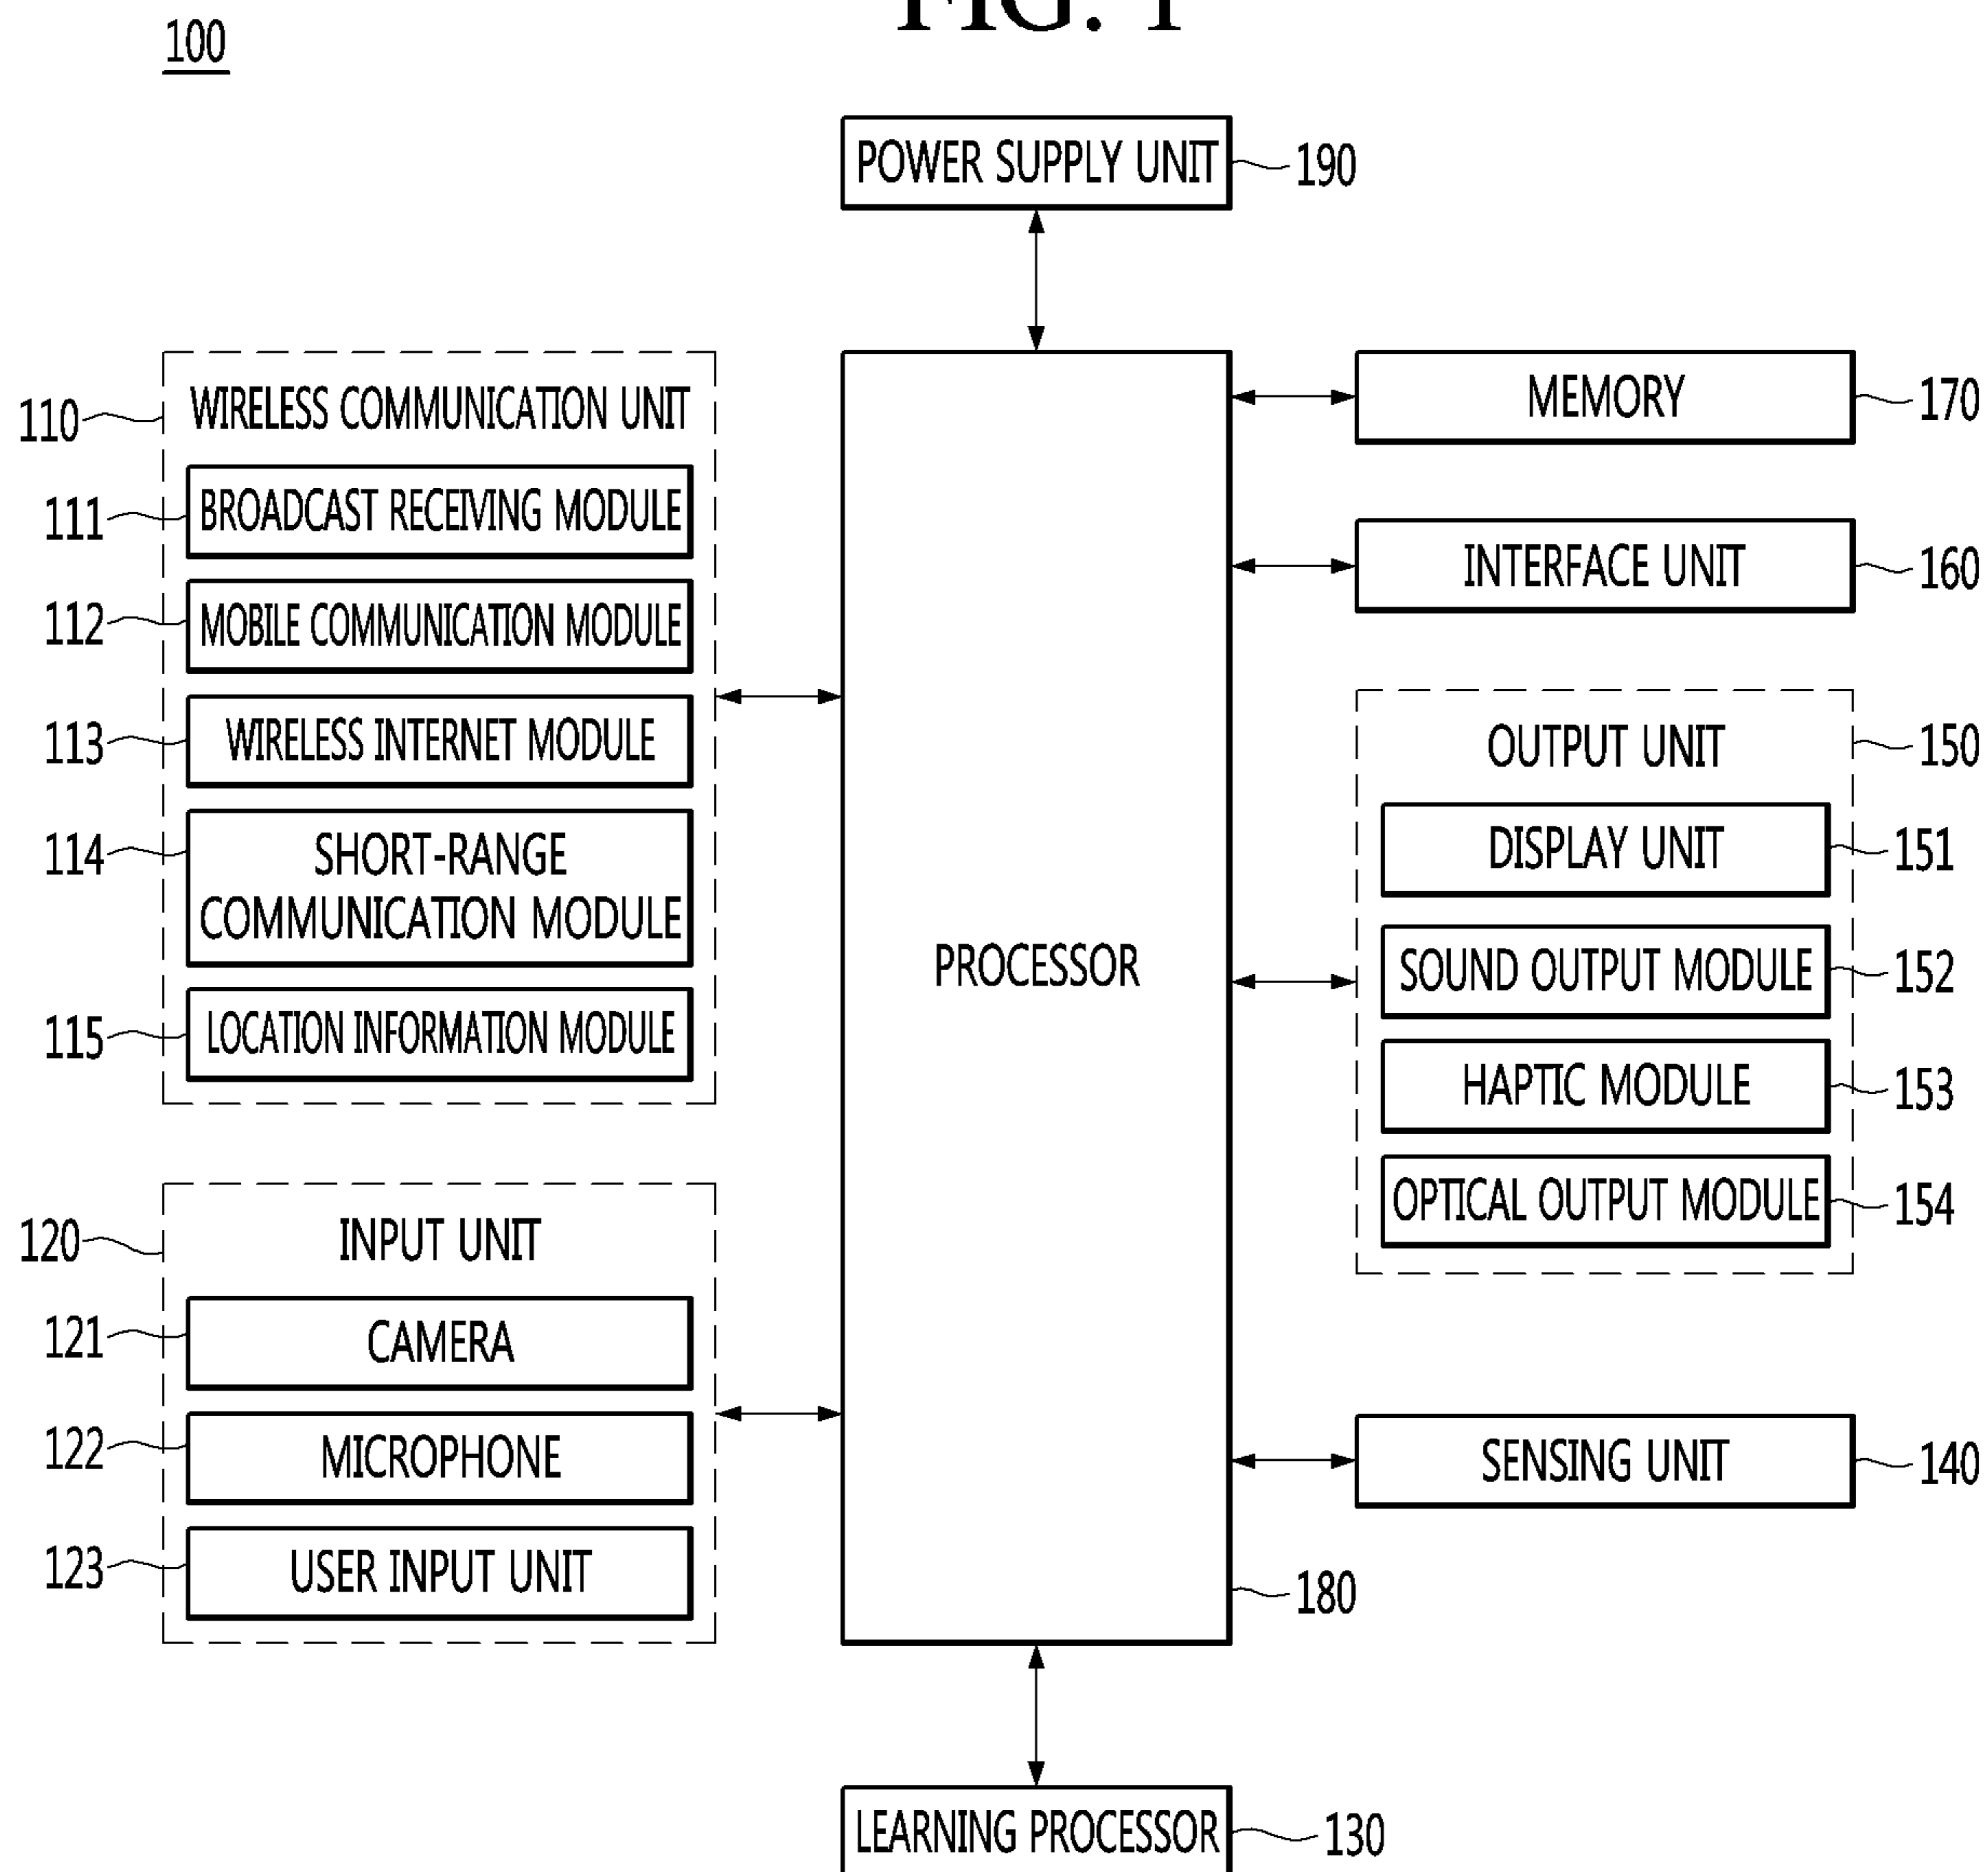 FIG. 1
100
POWER SUPPLY UNIT
190
110
WIRELESS COMMUNICATION UNIT
111
BROADCAST RECEIVING MODULE
112
MOBILE COMMUNICATION MODULE
113
WIRELESS INTERNET MODULE
114
SHORT-RANGE
COMMUNICATION MODULE
115
LOCATION INFORMATION MODULE
120
INPUT UNIT
121
CAMERA
122
MICROPHONE
123
USER INPUT UNIT
PROCESSOR
180
MEMORY
170
INTERFACE UNIT
160
OUTPUT UNIT
150
DISPLAY UNIT
151
SOUND OUTPUT MODULE
152
HAPTIC MODULE
153
OPTICAL OUTPUT MODULE
154
SENSING UNIT
140
LEARNING PROCESSOR
130